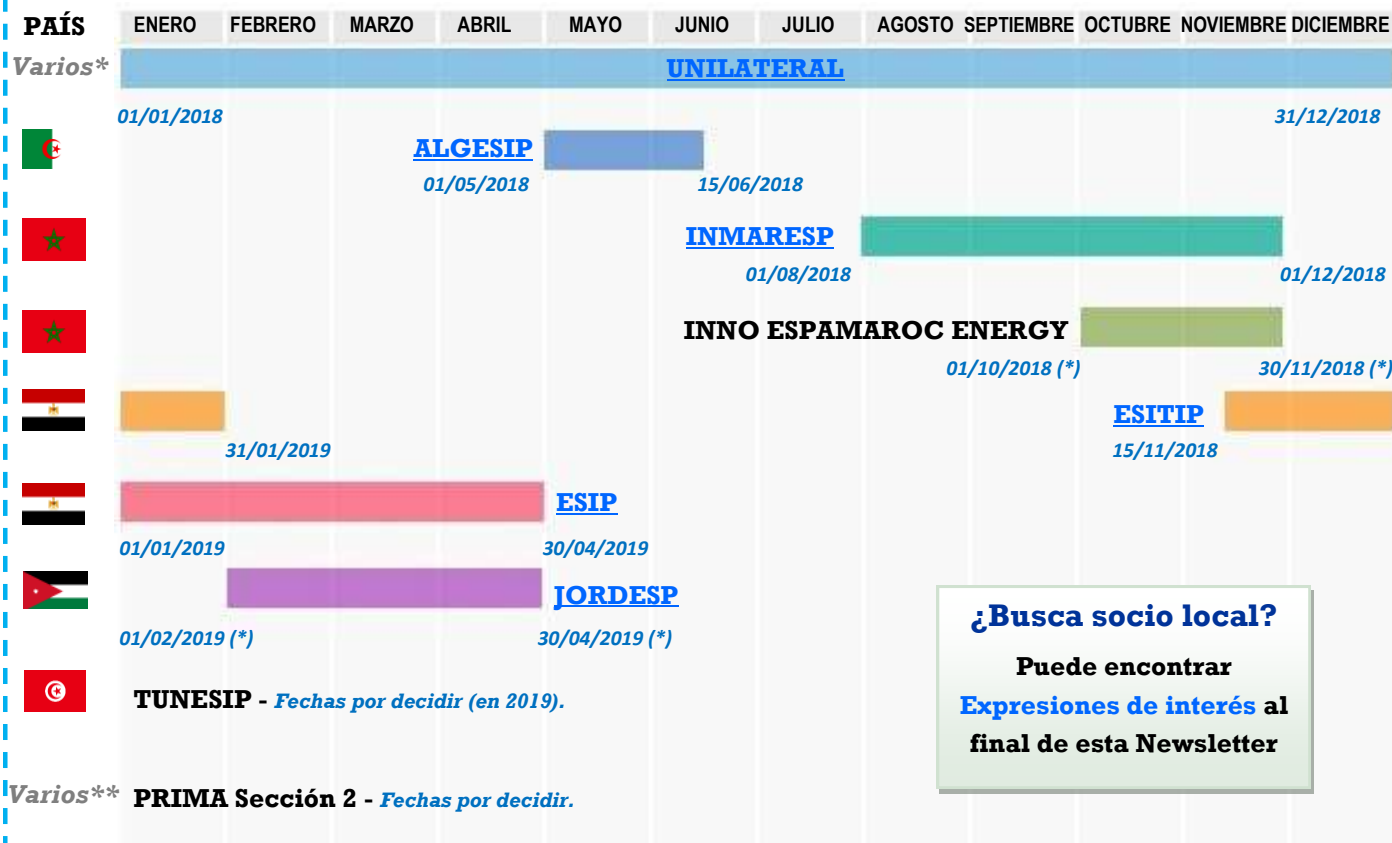 PAÍS ENERO FEBRERO MARZO ABRIL MAYO JUNIO JULIO AGOSTO SEPTIEMBRE OCTUBRE NOVIEMBRE DICIEMBRE
Varios* UNILATERAL
01/01/2018 31/12/2018
ALGESIP
01/05/2018 15/06/2018
INMARESP
01/08/2018 01/12/2018
INNO ESPAMAROC ENERGY
01/10/2018 (*) 30/11/2018 (*)
ESITIP
31/01/2019 15/11/2018
ESIP
01/01/2019 30/04/2019
JORDESP
01/02/2019 (*) 30/04/2019 (*)
TUNESIP - Fechas por decidir (en 2019).
Varios** PRIMA Sección 2 - Fechas por decidir.
¿Busca socio local?
Puede encontrar
Expresiones de interés al
final de esta Newsletter